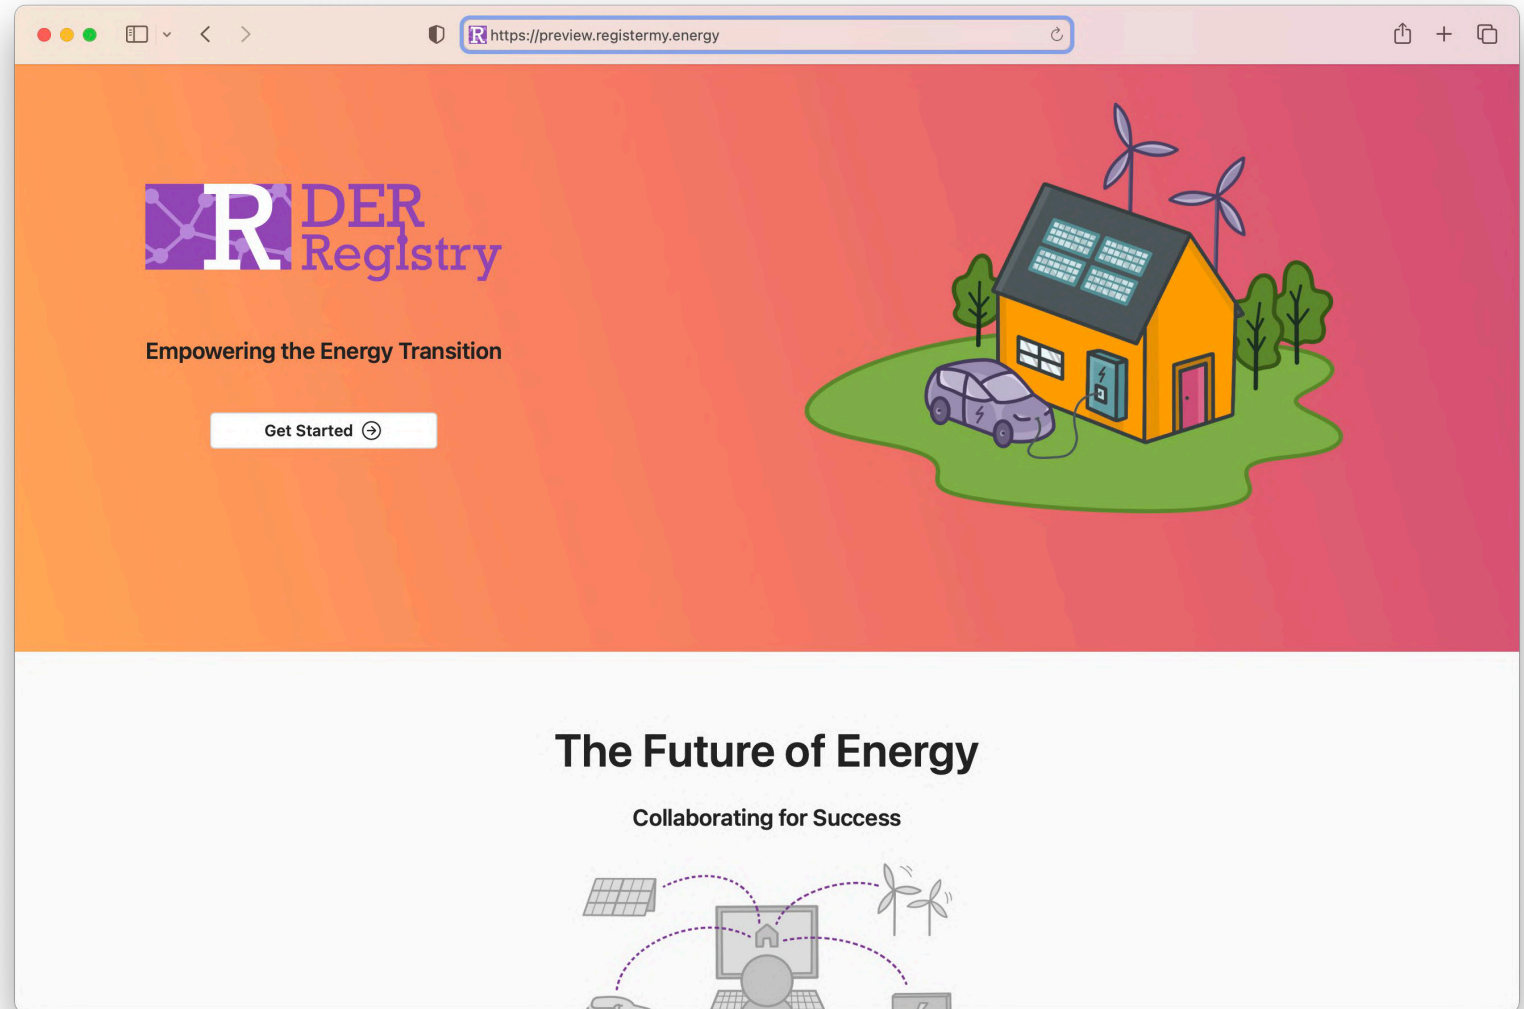 https://preview.registermy.energy
R DER
Registry
Empowering the Energy Transition
Get Started
The Future of Energy
Collaborating for Success